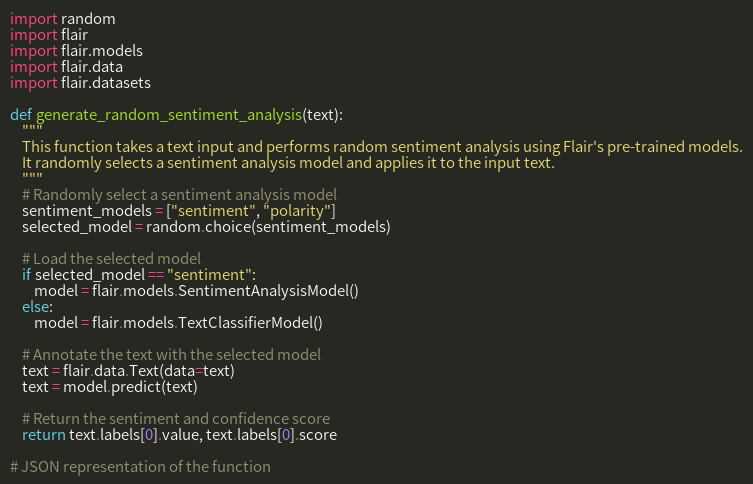 import random
import flair
import flair.models
import flair.data
import flair.datasets

def generate_random_sentiment_analysis(text):
    """
    This function takes a text input and performs random sentiment analysis using Flair's pre-trained models.
    It randomly selects a sentiment analysis model and applies it to the input text.
    """
    # Randomly select a sentiment analysis model
    sentiment_models = ["sentiment", "polarity"]
    selected_model = random.choice(sentiment_models)

    # Load the selected model
    if selected_model == "sentiment":
        model = flair.models.SentimentAnalysisModel()
    else:
        model = flair.models.TextClassifierModel()

    # Annotate the text with the selected model
    text = flair.data.Text(data=text)
    text = model.predict(text)

    # Return the sentiment and confidence score
    return text.labels[0].value, text.labels[0].score

# JSON representation of the function